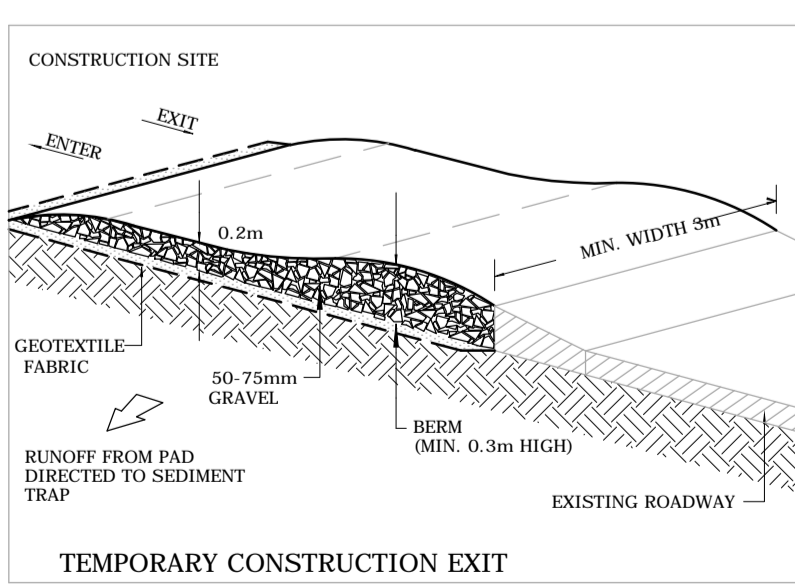 CONSTRUCTION SITE
EXIT
ENTER
0.2m
MIN. WIDTH 3m
GEOTEXTILE
FABRIC
50-75mm
GRAVEL
BERM
(MIN. 0.3m HIGH)
RUNOFF FROM PAD
DIRECTED TO SEDIMENT
TRAP
EXISTING ROADWAY
TEMPORARY CONSTRUCTION EXIT